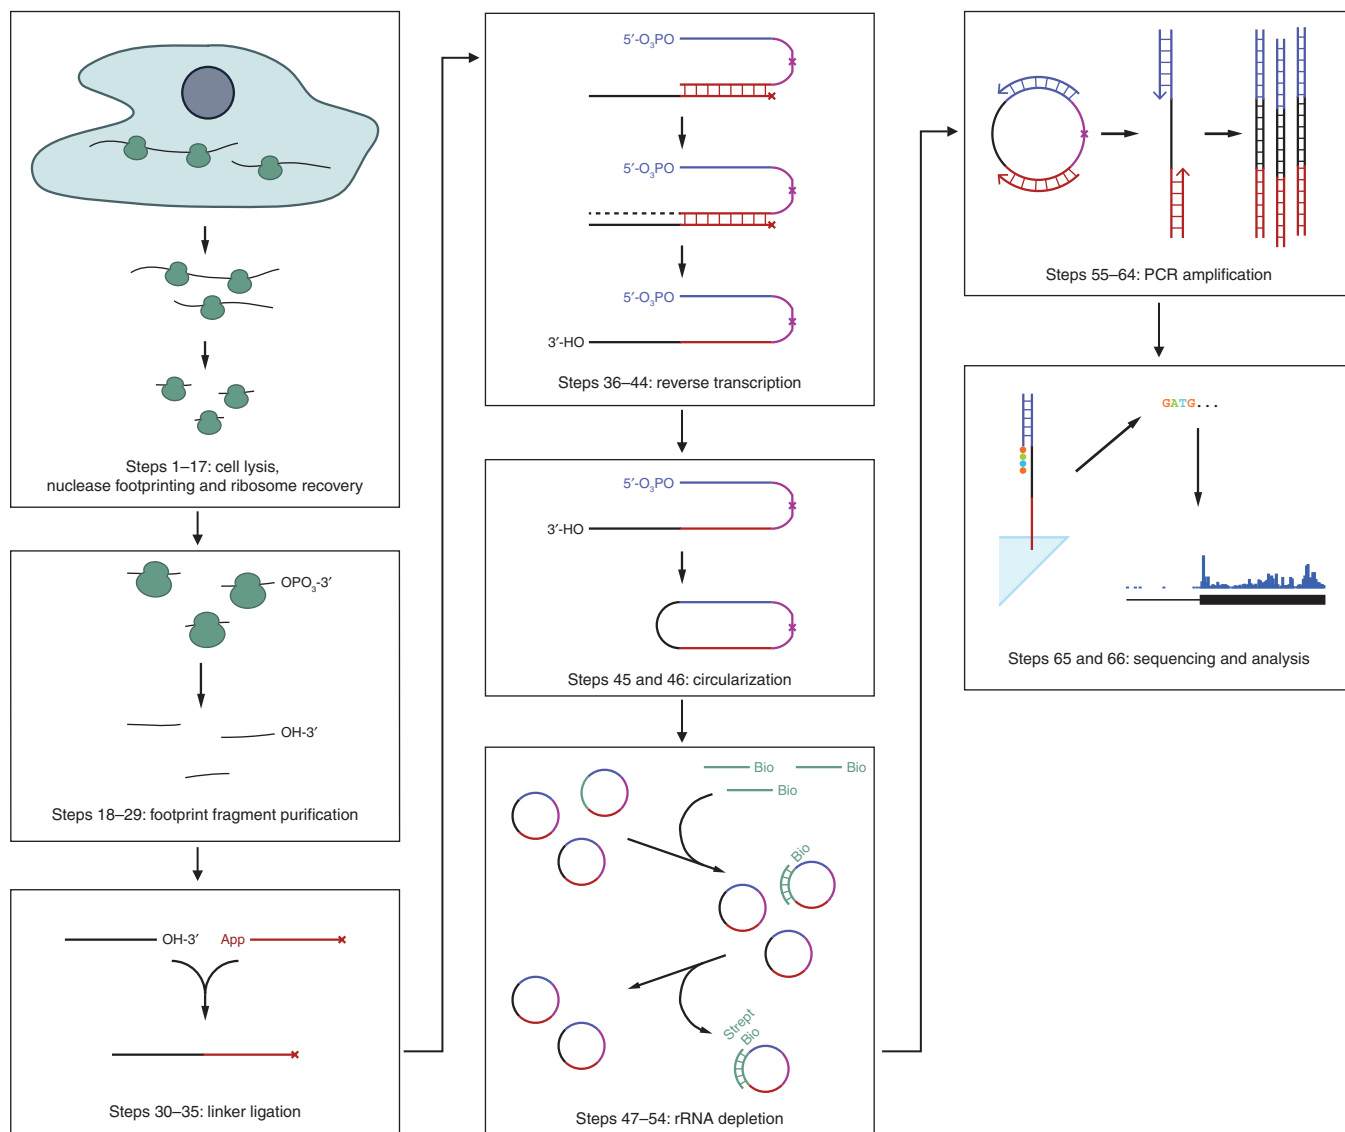 Steps 1–17: cell lysis,
nuclease footprinting and ribosome recovery
OPO3-3′
OH-3′
Steps 18–29: footprint fragment purification
OH-3′ App
Steps 30–35: linker ligation
5′-O3PO
5′-O3PO
5′-O3PO
3′-HO
Steps 36–44: reverse transcription
5′-O3PO
3′-HO
Steps 45 and 46: circularization
Bio Bio
Bio
Bio
Strept
Bio
Steps 47–54: rRNA depletion
Steps 55–64: PCR amplification
GATG...
Steps 65 and 66: sequencing and analysis